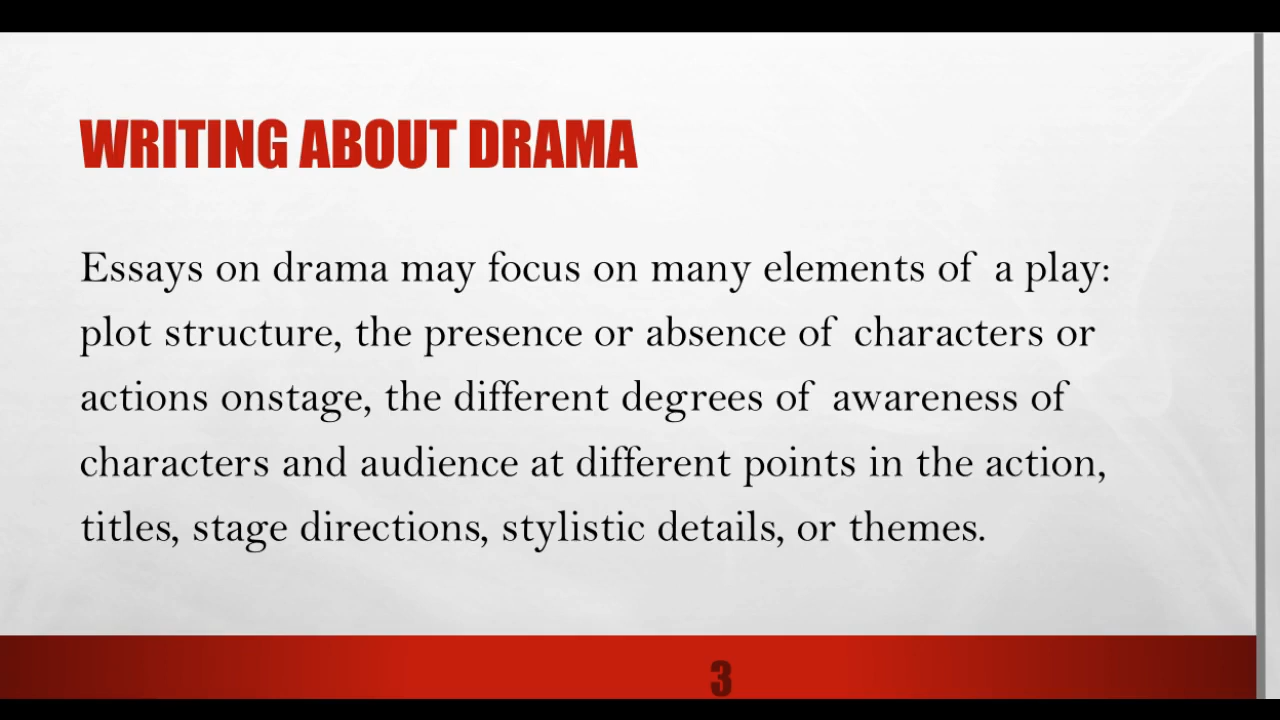 WRITING ABOUT DRAMA
Essays on drama may focus on many elements of a play:
plot structure, the presence or absence of characters or
actions onstage, the different degrees of awareness of
characters and audience at different points in the action,
titles, stage directions, stylistic details, or themes.
3